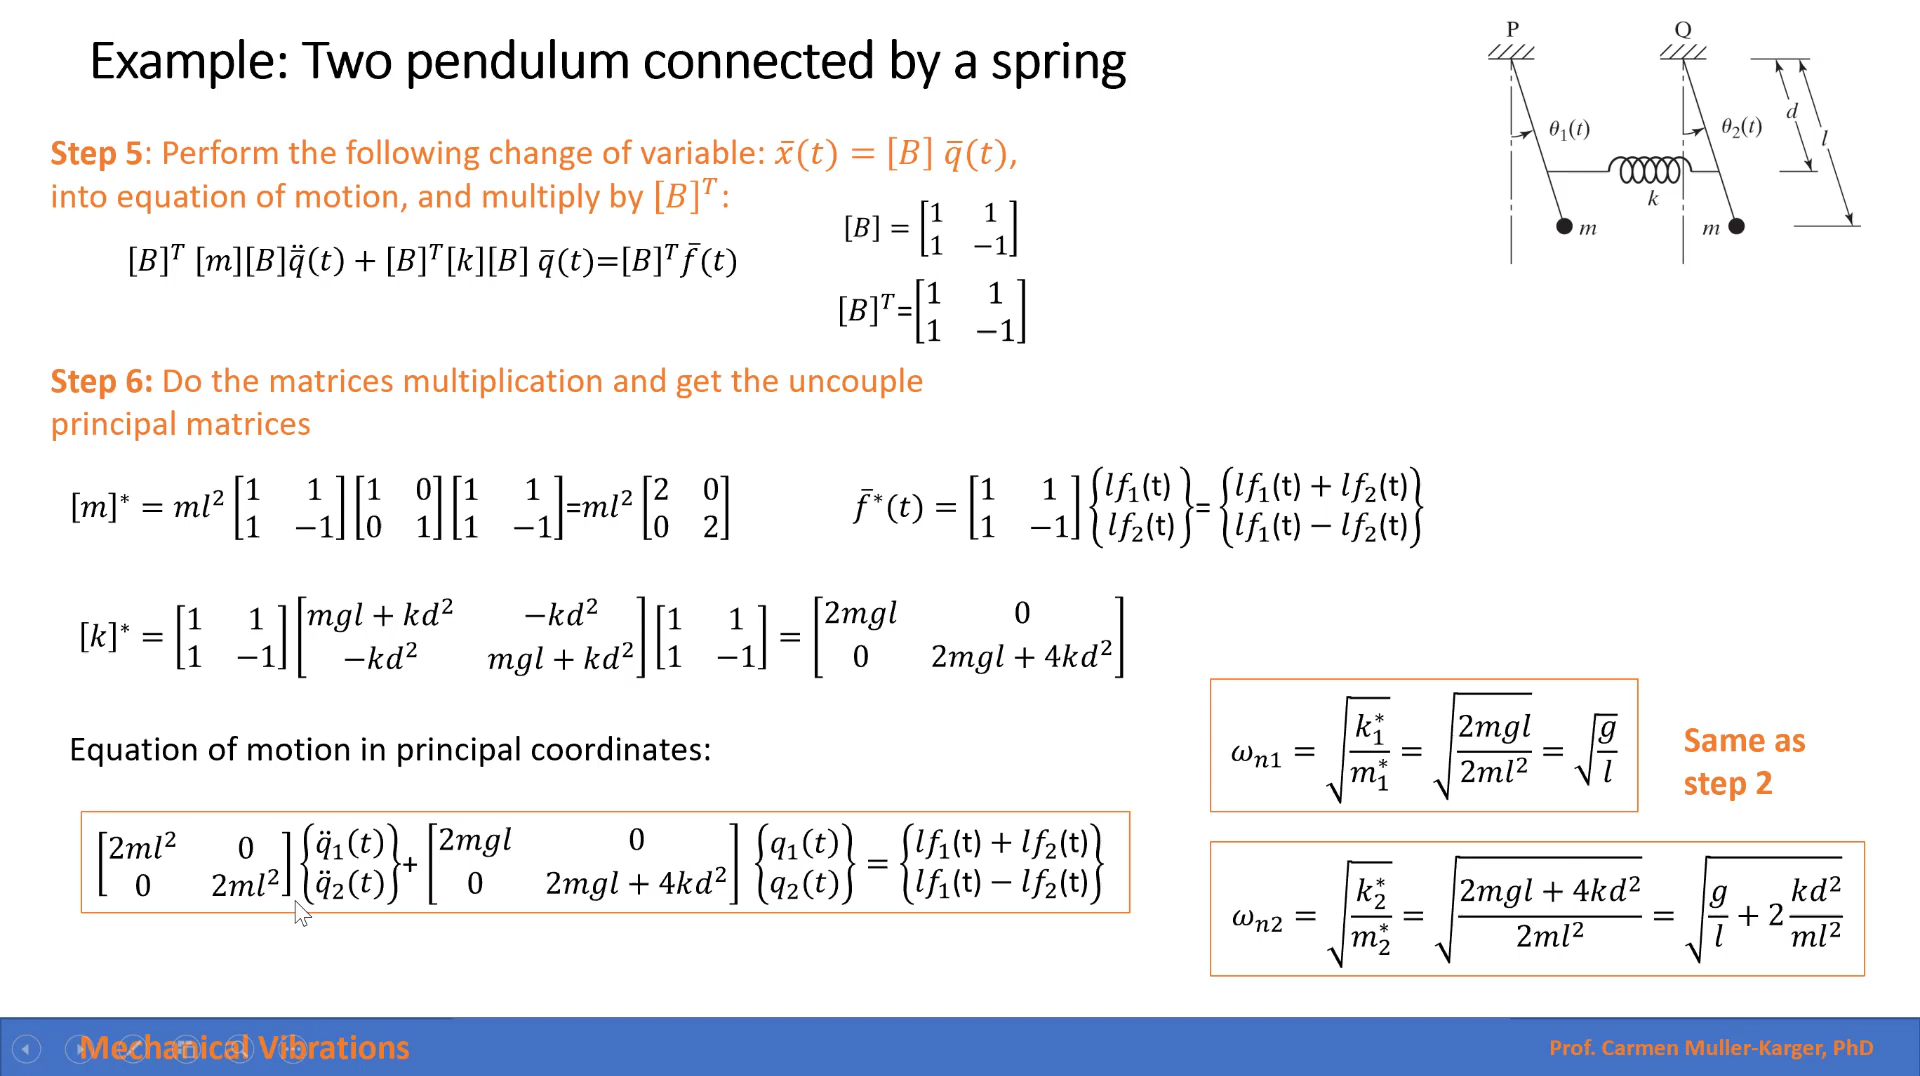 Example: Two pendulum connected by a spring
P Q
θ₁(t) θ₂(t) d l
k
m m
Step 5: Perform the following change of variable: x̄(t) = [B] q̄(t),
into equation of motion, and multiply by [B]ᵀ:
[B]ᵀ [m][B]q̄̈(t) + [B]ᵀ[k][B] q̄(t)=[B]ᵀf̄(t)
[B] = [1 1; 1 −1]
[B]ᵀ=[1 1; 1 −1]
Step 6: Do the matrices multiplication and get the uncouple
principal matrices
[m]* = ml² [1 1; 1 −1] [1 0; 0 1] [1 1; 1 −1]=ml² [2 0; 0 2]
f̄*(t) = [1 1; 1 −1] {lf₁(t); lf₂(t)}= {lf₁(t) + lf₂(t); lf₁(t) − lf₂(t)}
[k]* = [1 1; 1 −1] [mgl + kd² −kd²; −kd² mgl + kd²] [1 1; 1 −1] = [2mgl 0; 0 2mgl + 4kd²]
Equation of motion in principal coordinates:
[2ml² 0; 0 2ml²] {q̈₁(t); q̈₂(t)}+ [2mgl 0; 0 2mgl + 4kd²] {q₁(t); q₂(t)} = {lf₁(t) + lf₂(t); lf₁(t) − lf₂(t)}
ωₙ₁ = √(k₁*/m₁*) = √(2mgl/2ml²) = √(g/l)
Same as
step 2
ωₙ₂ = √(k₂*/m₂*) = √((2mgl + 4kd²)/2ml²) = √(g/l + 2 kd²/ml²)
Mechanical Vibrations
Prof. Carmen Muller-Karger, PhD